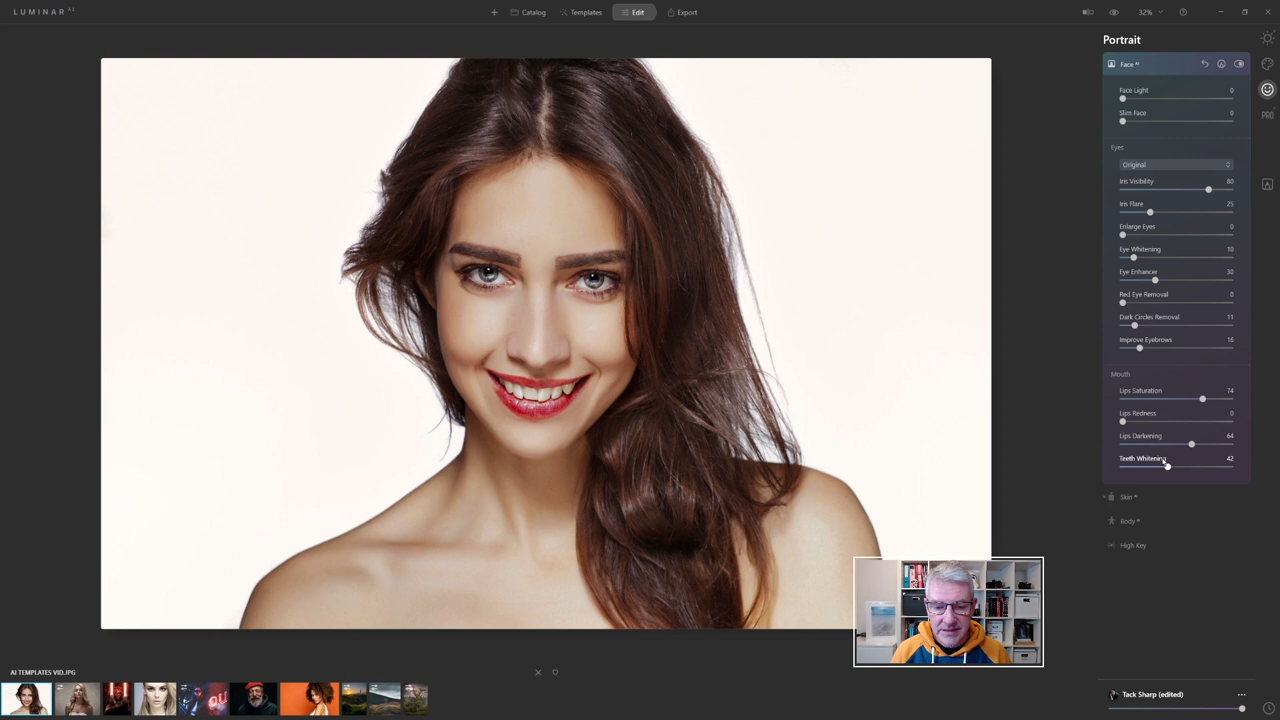 LUMINAR AI
Catalog
Templates
Edit
Export
32%
Portrait
Face AI
Face Light 0
Slim Face 0
Eyes
Original
Iris Visibility 80
Iris Flare 25
Enlarge Eyes 0
Eye Whitening 10
Eye Enhancer 30
Red Eye Removal 0
Dark Circles Removal 11
Improve Eyebrows 16
Mouth
Lips Saturation 74
Lips Redness 0
Lips Darkening 64
Teeth Whitening 42
Skin AI
Body AI
High Key
PRO
AI TEMPLATES VID.JPG
Tack Sharp (edited)